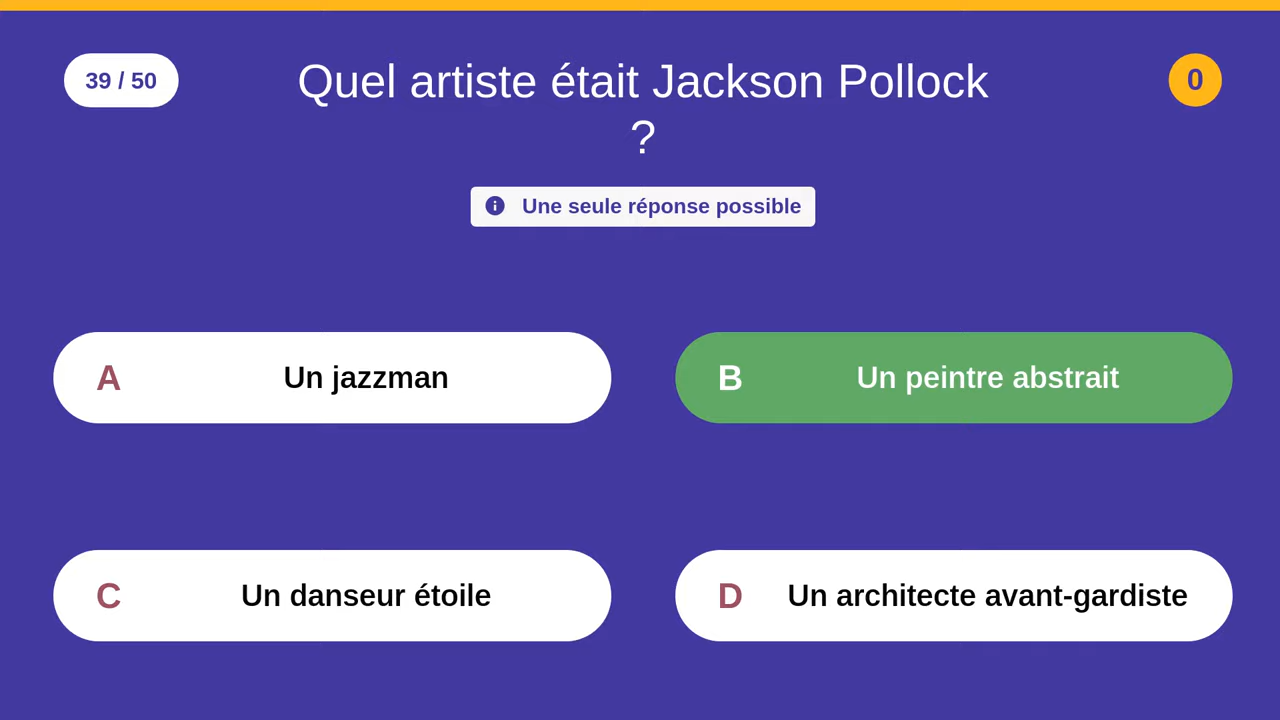 39 / 50
Quel artiste était Jackson Pollock
?
0
Une seule réponse possible
A Un jazzman
B Un peintre abstrait
C Un danseur étoile
D Un architecte avant-gardiste